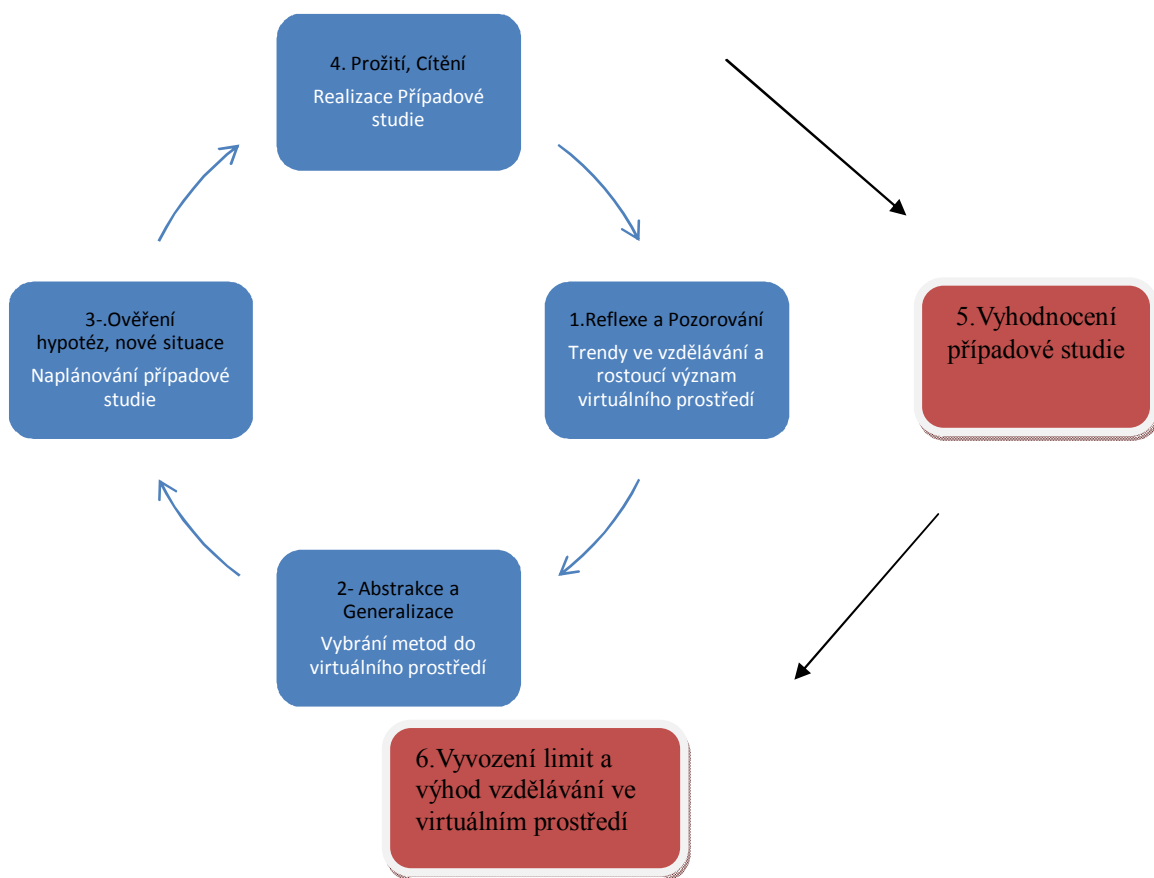 4. Prožití, Cítění
Realizace Případové
studie
3-.Ověření
hypotéz, nové situace
Naplánování případové
studie
1.Reflexe a Pozorování
Trendy ve vzdělávání a
rostoucí význam
virtuálního prostředí
5.Vyhodnocení
případové studie
2- Abstrakce a
Generalizace
Vybrání metod do
virtuálního prostředí
6.Vyvození limit a
výhod vzdělávání ve
virtuálním prostředí